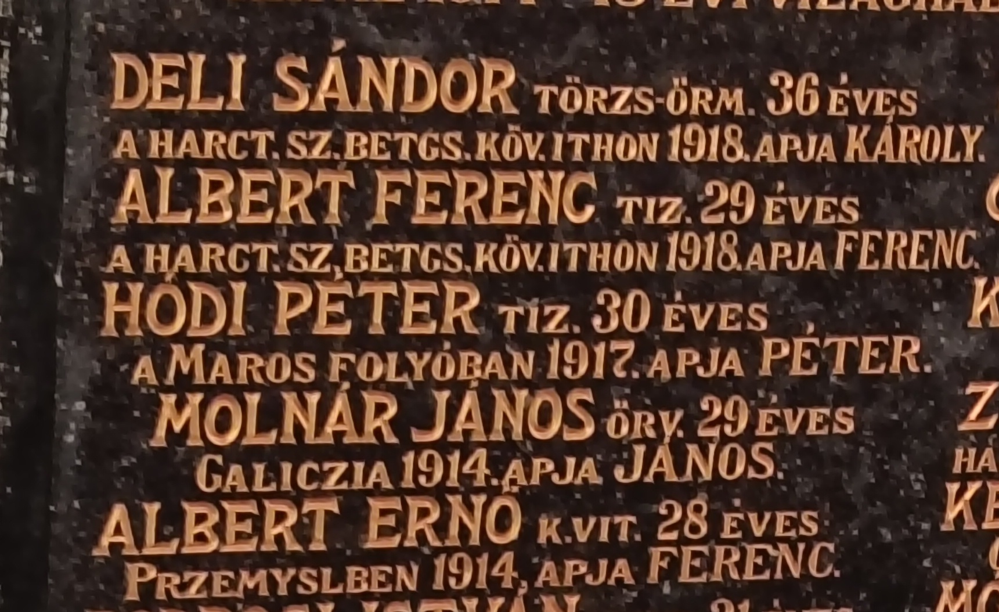 DELI SÁNDOR TÖRZS-ŐRM. 36 ÉVES
A HARCT. SZ. BETGS. KÖV. ITHON 1918. APJA KÁROLY.
ALBERT FERENC TIZ. 29 ÉVES
A HARCT. SZ. BETGS. KÖV. ITHON 1918. APJA FERENC.
HÓDI PÉTER TIZ. 30 ÉVES
A MAROS FOLYÓBAN 1917. APJA PÉTER.
MOLNÁR JÁNOS ŐRV. 29 ÉVES
GALICZIA 1914. APJA JÁNOS.
ALBERT ERNŐ K.VIT. 28 ÉVES
PRZEMYSLBEN 1914, APJA FERENC.